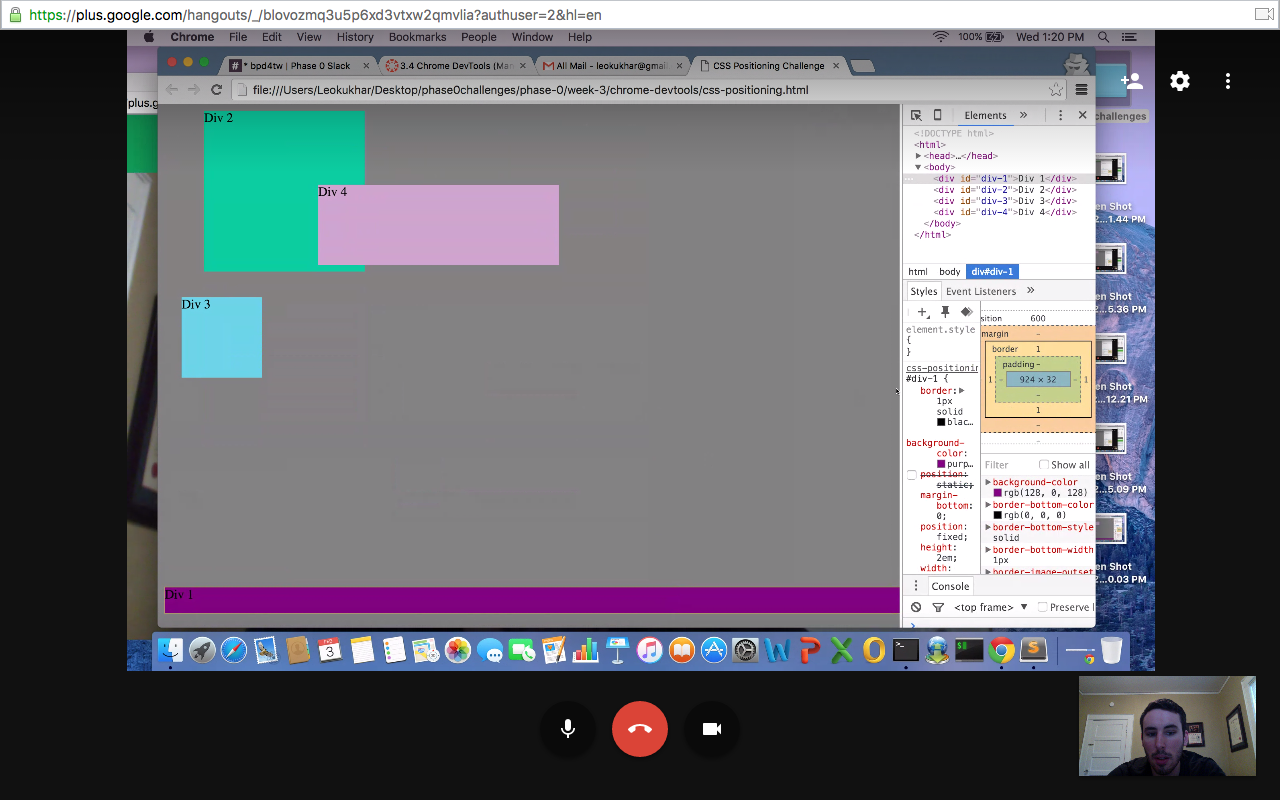 https://plus.google.com/hangouts/_/blovozmq3u5p6xd3vtxw2qmvlia?authuser=2&hl=en
Chrome File Edit View History Bookmarks People Window Help 100% Wed 1:20 PM
* bpd4tw | Phase 0 Slack 3.4 Chrome DevTools (Man All Mail - leokukhar@gmail CSS Positioning Challenge
plus.g
file:///Users/Leokukhar/Desktop/phase0challenges/phase-0/week-3/chrome-devtools/css-positioning.html
challenges
Div 2
Div 4
Div 3
Div 1
Elements »
<!DOCTYPE html>
<html>
<head>…</head>
<body>
<div id="div-1">Div 1</div>
<div id="div-2">Div 2</div>
<div id="div-3">Div 3</div>
<div id="div-4">Div 4</div>
</body>
</html>
html body div#div-1
Styles Event Listeners »
element.style
{
}
css-positionin
#div-1 {
border:
1px
solid
blac…
background-
color:
purp…
position:
static;
margin-
bottom:
0;
position:
fixed;
height:
2em;
width:
sition 600
margin -
border 1
padding -
1 - 924 × 32 - 1
-
1
-
-
Filter Show all
background-color
rgb(128, 0, 128)
border-bottom-color
rgb(0, 0, 0)
border-bottom-style
solid
border-bottom-width
1px
border-image-outset
Console
<top frame> Preserve l
en Shot
2...1.44 PM
en Shot
2...5.36 PM
en Shot
...12.21 PM
en Shot
2...5.09 PM
en Shot
2...0.03 PM
3